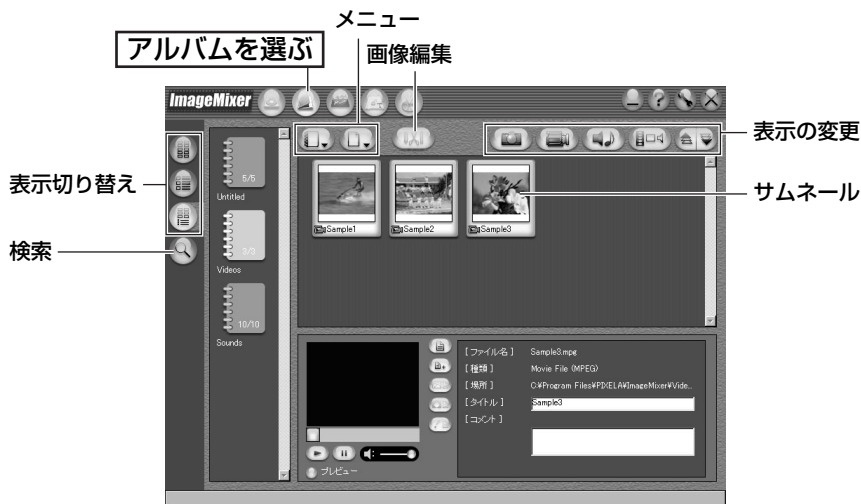 メニュー
アルバムを選ぶ
画像編集
ImageMixer
表示の変更
表示切り替え
サムネール
検索
5/5
Untitled
3/3
Videos
10/10
Sounds
Sample1
Sample2
Sample3
[ファイル名] Sample3.mpg
[種類] Movie File (MPEG)
[場所] C:¥Program Files¥PIXELA¥ImageMixer¥Vide..
[タイトル] Sample3
[コメント]
プレビュー